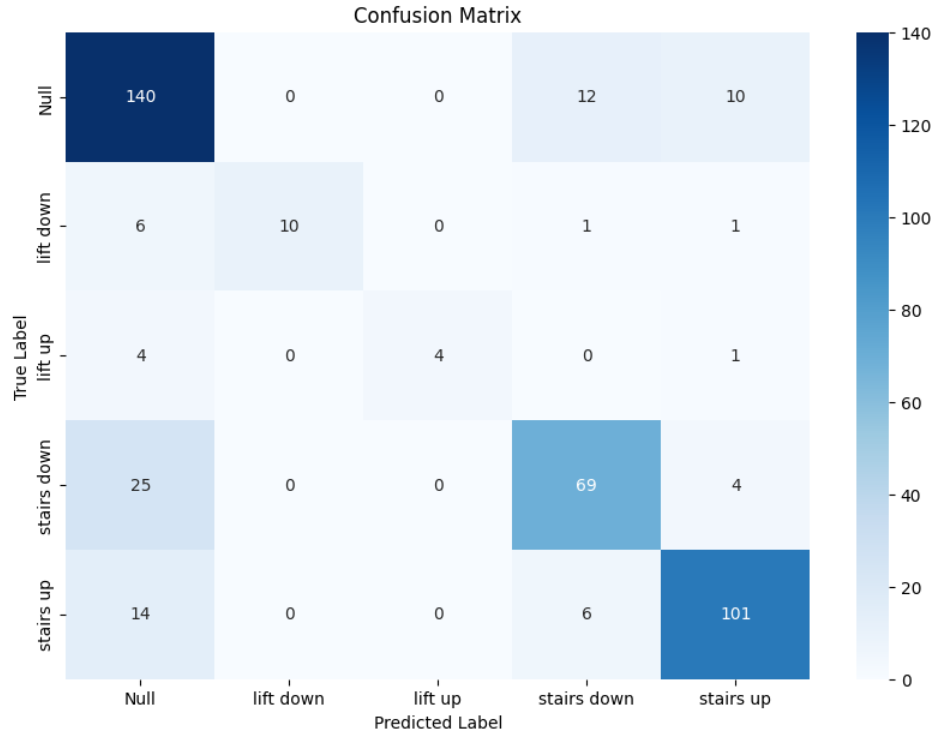 Confusion Matrix
True Label
Null 140 0 0 12 10
lift down 6 10 0 1 1
lift up 4 0 4 0 1
stairs down 25 0 0 69 4
stairs up 14 0 0 6 101
Null lift down lift up stairs down stairs up
Predicted Label
140
120
100
80
60
40
20
0